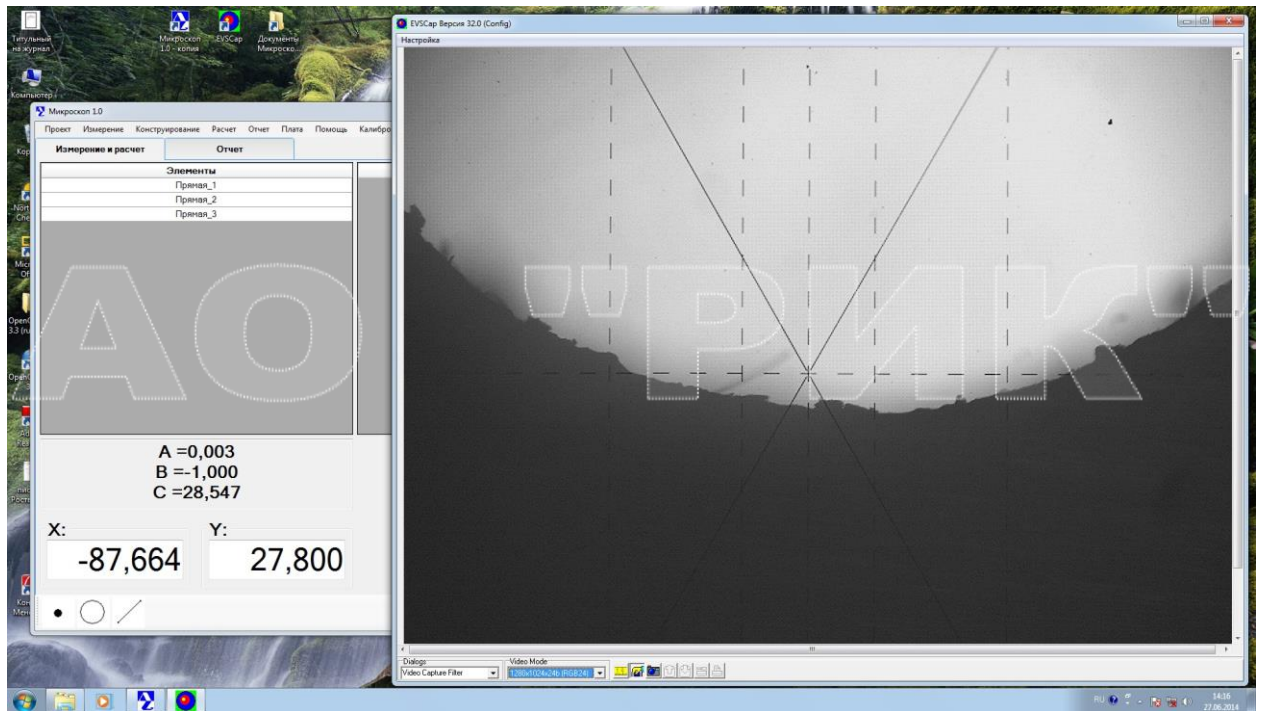 Титульный
на журнал
Микроскоп
1.0 - копия
EVSCap
Документы
Микроско...
Компьютер
Микроскоп 1.0
Проект Измерение Конструирование Расчет Отчет Плата Помощь Калибро
Измерение и расчет Отчет
Элементы
Прямая_1
Прямая_2
Прямая_3
A =0,003
B =-1,000
C =28,547
X: Y:
-87,664 27,800
EVSCap Версия 32.0 (Config)
Настройка
АО "РИК"
Dialogs
Video Capture Filter
Video Mode
1280x1024x24b (RGB24)
RU
14:16
27.06.2014